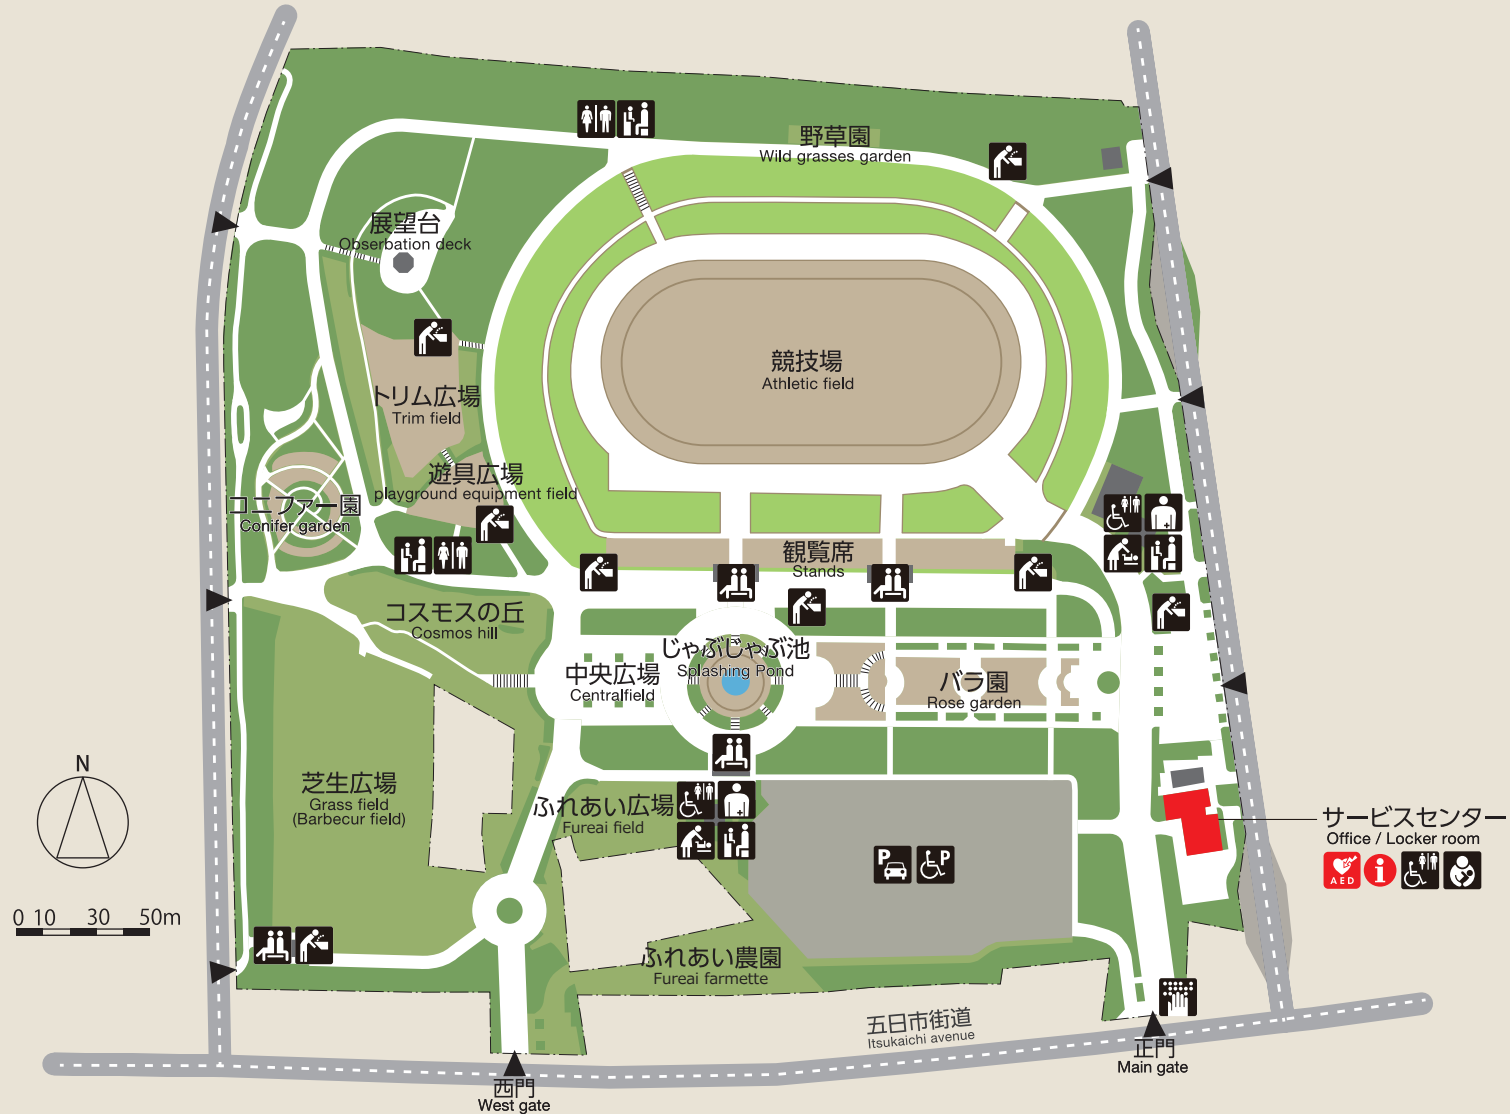 野草園
Wild grasses garden
展望台
Obserbation deck
競技場
Athletic field
トリム広場
Trim field
遊具広場
playground equipment field
コニファー園
Conifer garden
観覧席
Stands
コスモスの丘
Cosmos hill
じゃぶじゃぶ池
Splashing Pond
中央広場
Centralfield
バラ園
Rose garden
N
芝生広場
Grass field
(Barbecur field)
ふれあい広場
Fureai field
サービスセンター
Office / Locker room
AED
i
P
P
0 10 30 50m
ふれあい農園
Fureai farmette
五日市街道
Itsukaichi avenue
正門
Main gate
西門
West gate